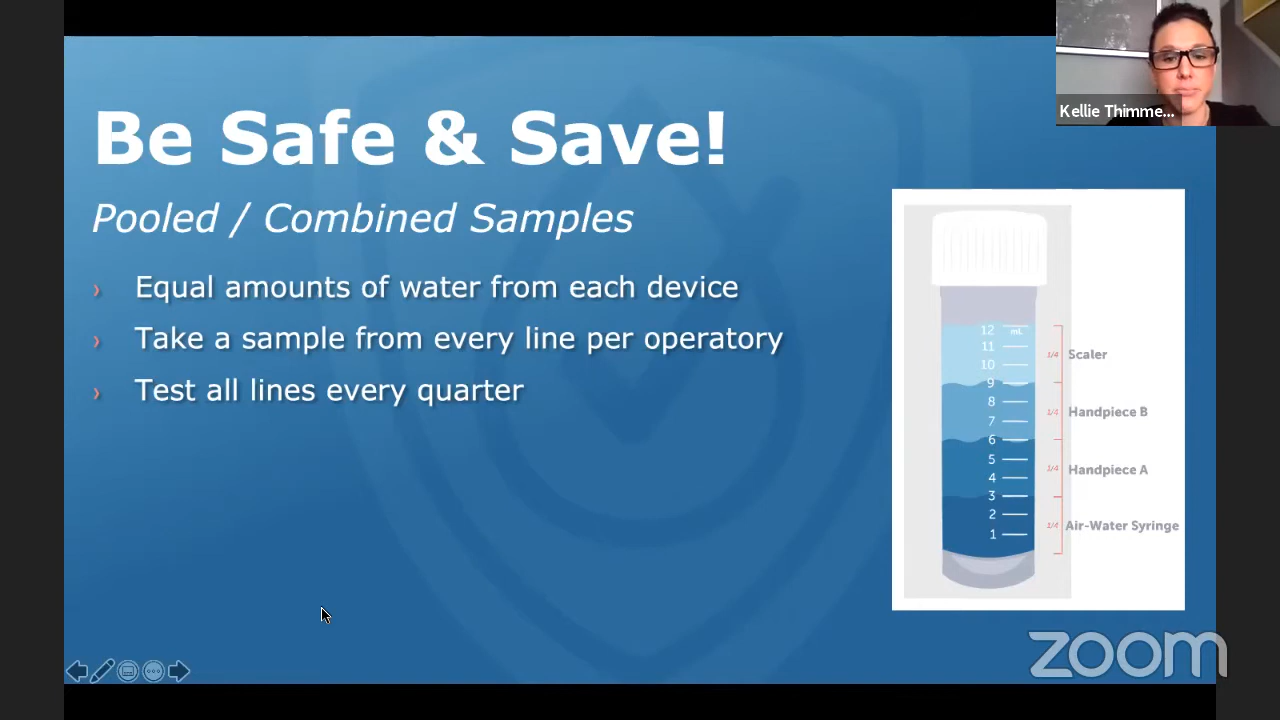 Kellie Thimme...
Be Safe & Save!
Pooled / Combined Samples
› Equal amounts of water from each device
› Take a sample from every line per operatory
› Test all lines every quarter
12 mL
11
10
9
8
7
6
5
4
3
2
1
1/4 Scaler
1/4 Handpiece B
1/4 Handpiece A
1/4 Air-Water Syringe
zoom